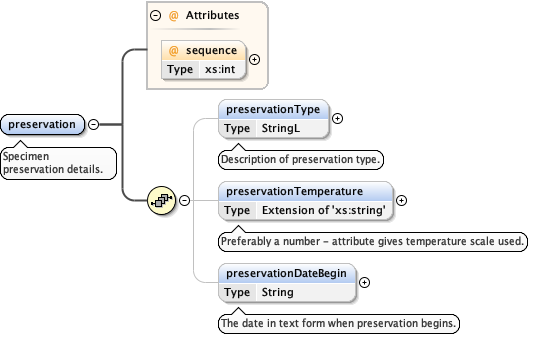 @ Attributes
@ sequence
Type xs:int
preservation
Specimen
preservation details.
preservationType
Type StringL
Description of preservation type.
preservationTemperature
Type Extension of 'xs:string'
Preferably a number - attribute gives temperature scale used.
preservationDateBegin
Type String
The date in text form when preservation begins.